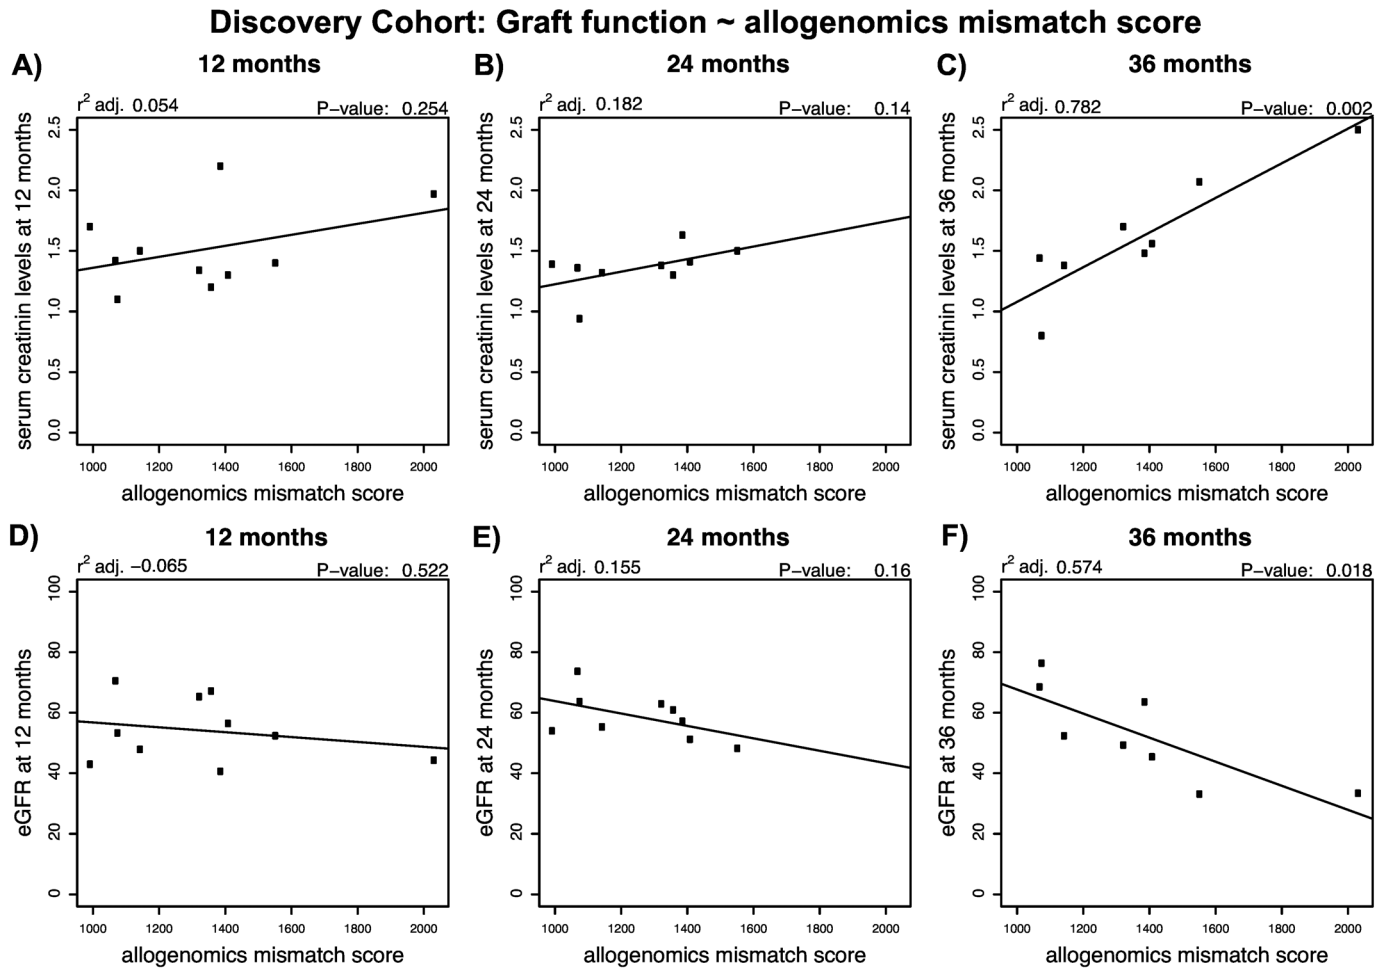 Discovery Cohort: Graft function ~ allogenomics mismatch score
A) 12 months
r² adj. 0.054 P−value: 0.254
serum creatinin levels at 12 months
2.5
2.0
1.5
1.0
0.5
0.0
1000 1200 1400 1600 1800 2000
allogenomics mismatch score
B) 24 months
r² adj. 0.182 P−value: 0.14
serum creatinin levels at 24 months
2.5
2.0
1.5
1.0
0.5
0.0
1000 1200 1400 1600 1800 2000
allogenomics mismatch score
C) 36 months
r² adj. 0.782 P−value: 0.002
serum creatinin levels at 36 months
2.5
2.0
1.5
1.0
0.5
0.0
1000 1200 1400 1600 1800 2000
allogenomics mismatch score
D) 12 months
r² adj. −0.065 P−value: 0.522
eGFR at 12 months
100
80
60
40
20
0
1000 1200 1400 1600 1800 2000
allogenomics mismatch score
E) 24 months
r² adj. 0.155 P−value: 0.16
eGFR at 24 months
100
80
60
40
20
0
1000 1200 1400 1600 1800 2000
allogenomics mismatch score
F) 36 months
r² adj. 0.574 P−value: 0.018
eGFR at 36 months
100
80
60
40
20
0
1000 1200 1400 1600 1800 2000
allogenomics mismatch score